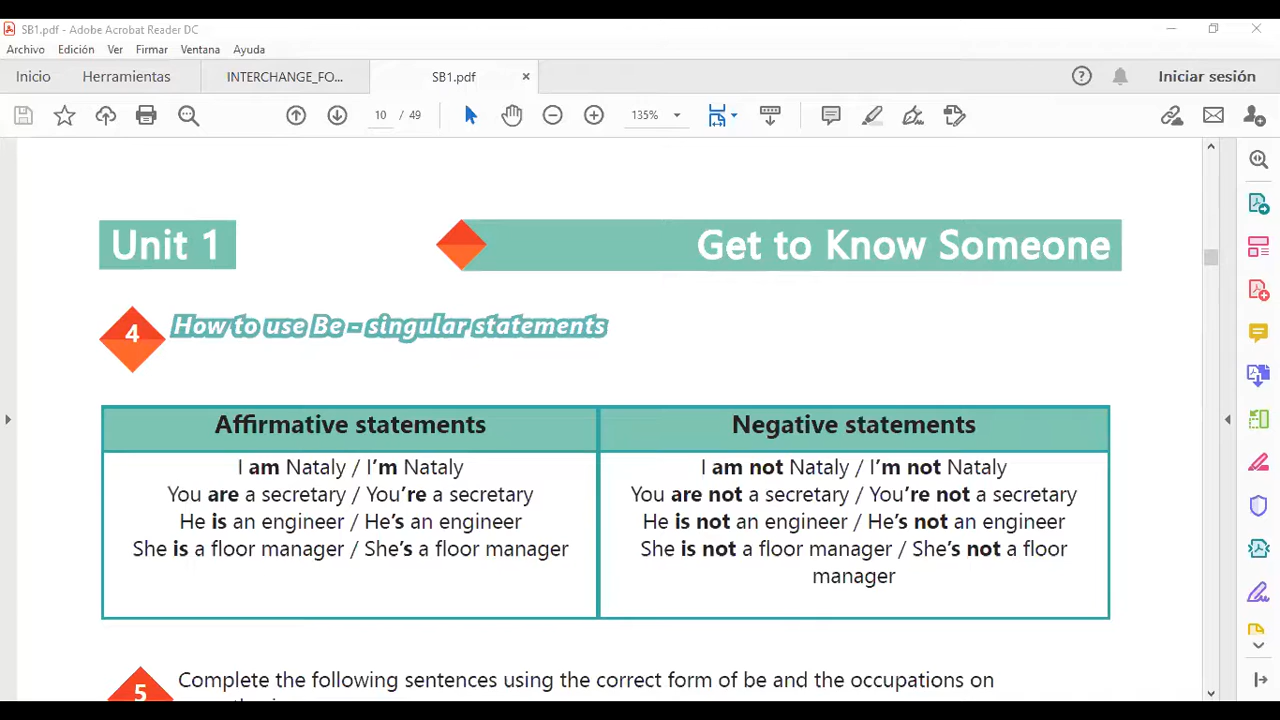 SB1.pdf - Adobe Acrobat Reader DC
Archivo Edición Ver Firmar Ventana Ayuda
Inicio Herramientas INTERCHANGE_FO... SB1.pdf × Iniciar sesión
10 / 49 135%
Unit 1 Get to Know Someone
4 How to use Be - singular statements
Affirmative statements Negative statements
I am Nataly / I'm Nataly I am not Nataly / I'm not Nataly
You are a secretary / You're a secretary You are not a secretary / You're not a secretary
He is an engineer / He's an engineer He is not an engineer / He's not an engineer
She is a floor manager / She's a floor manager She is not a floor manager / She's not a floor
manager
5 Complete the following sentences using the correct form of be and the occupations on